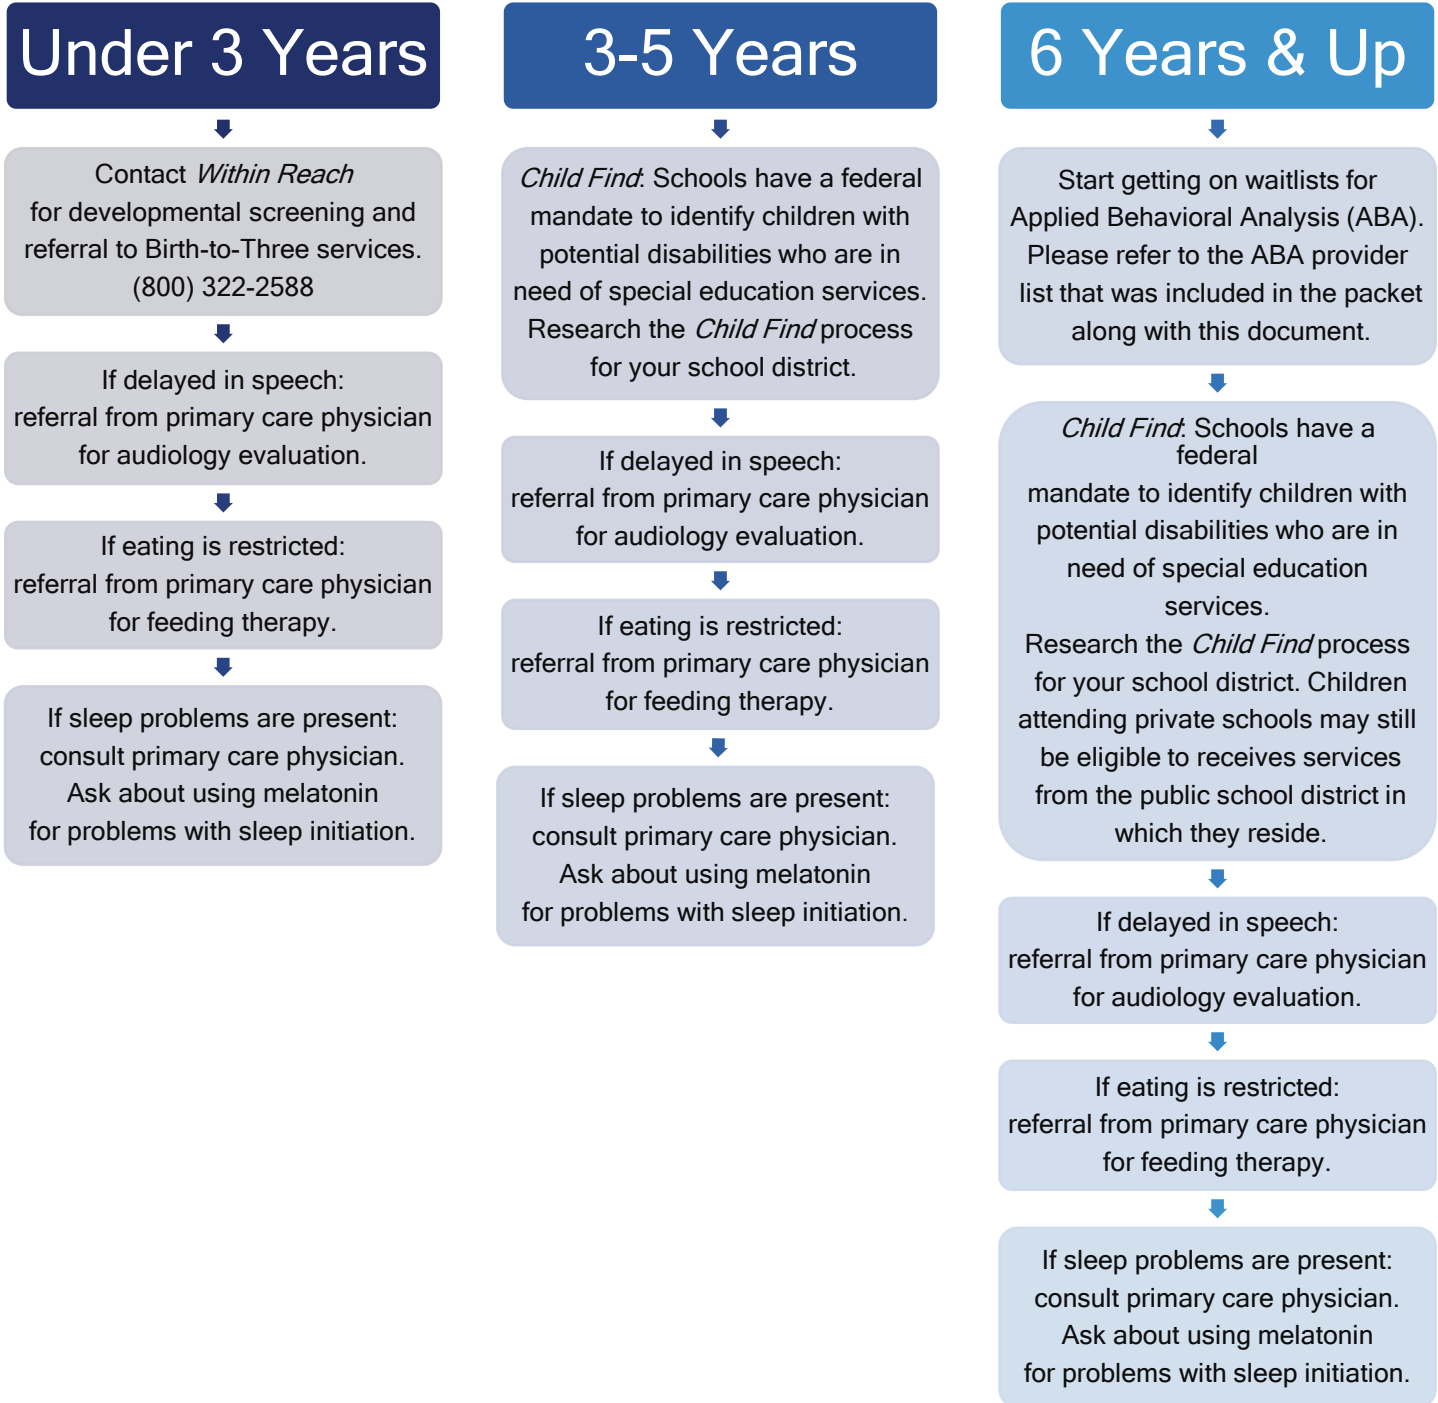 Under 3 Years
Contact Within Reach
for developmental screening and
referral to Birth-to-Three services.
(800) 322-2588
If delayed in speech:
referral from primary care physician
for audiology evaluation.
If eating is restricted:
referral from primary care physician
for feeding therapy.
If sleep problems are present:
consult primary care physician.
Ask about using melatonin
for problems with sleep initiation.
3-5 Years
Child Find: Schools have a federal
mandate to identify children with
potential disabilities who are in
need of special education services.
Research the Child Find process
for your school district.
If delayed in speech:
referral from primary care physician
for audiology evaluation.
If eating is restricted:
referral from primary care physician
for feeding therapy.
If sleep problems are present:
consult primary care physician.
Ask about using melatonin
for problems with sleep initiation.
6 Years & Up
Start getting on waitlists for
Applied Behavioral Analysis (ABA).
Please refer to the ABA provider
list that was included in the packet
along with this document.
Child Find: Schools have a
federal
mandate to identify children with
potential disabilities who are in
need of special education
services.
Research the Child Find process
for your school district. Children
attending private schools may still
be eligible to receives services
from the public school district in
which they reside.
If delayed in speech:
referral from primary care physician
for audiology evaluation.
If eating is restricted:
referral from primary care physician
for feeding therapy.
If sleep problems are present:
consult primary care physician.
Ask about using melatonin
for problems with sleep initiation.